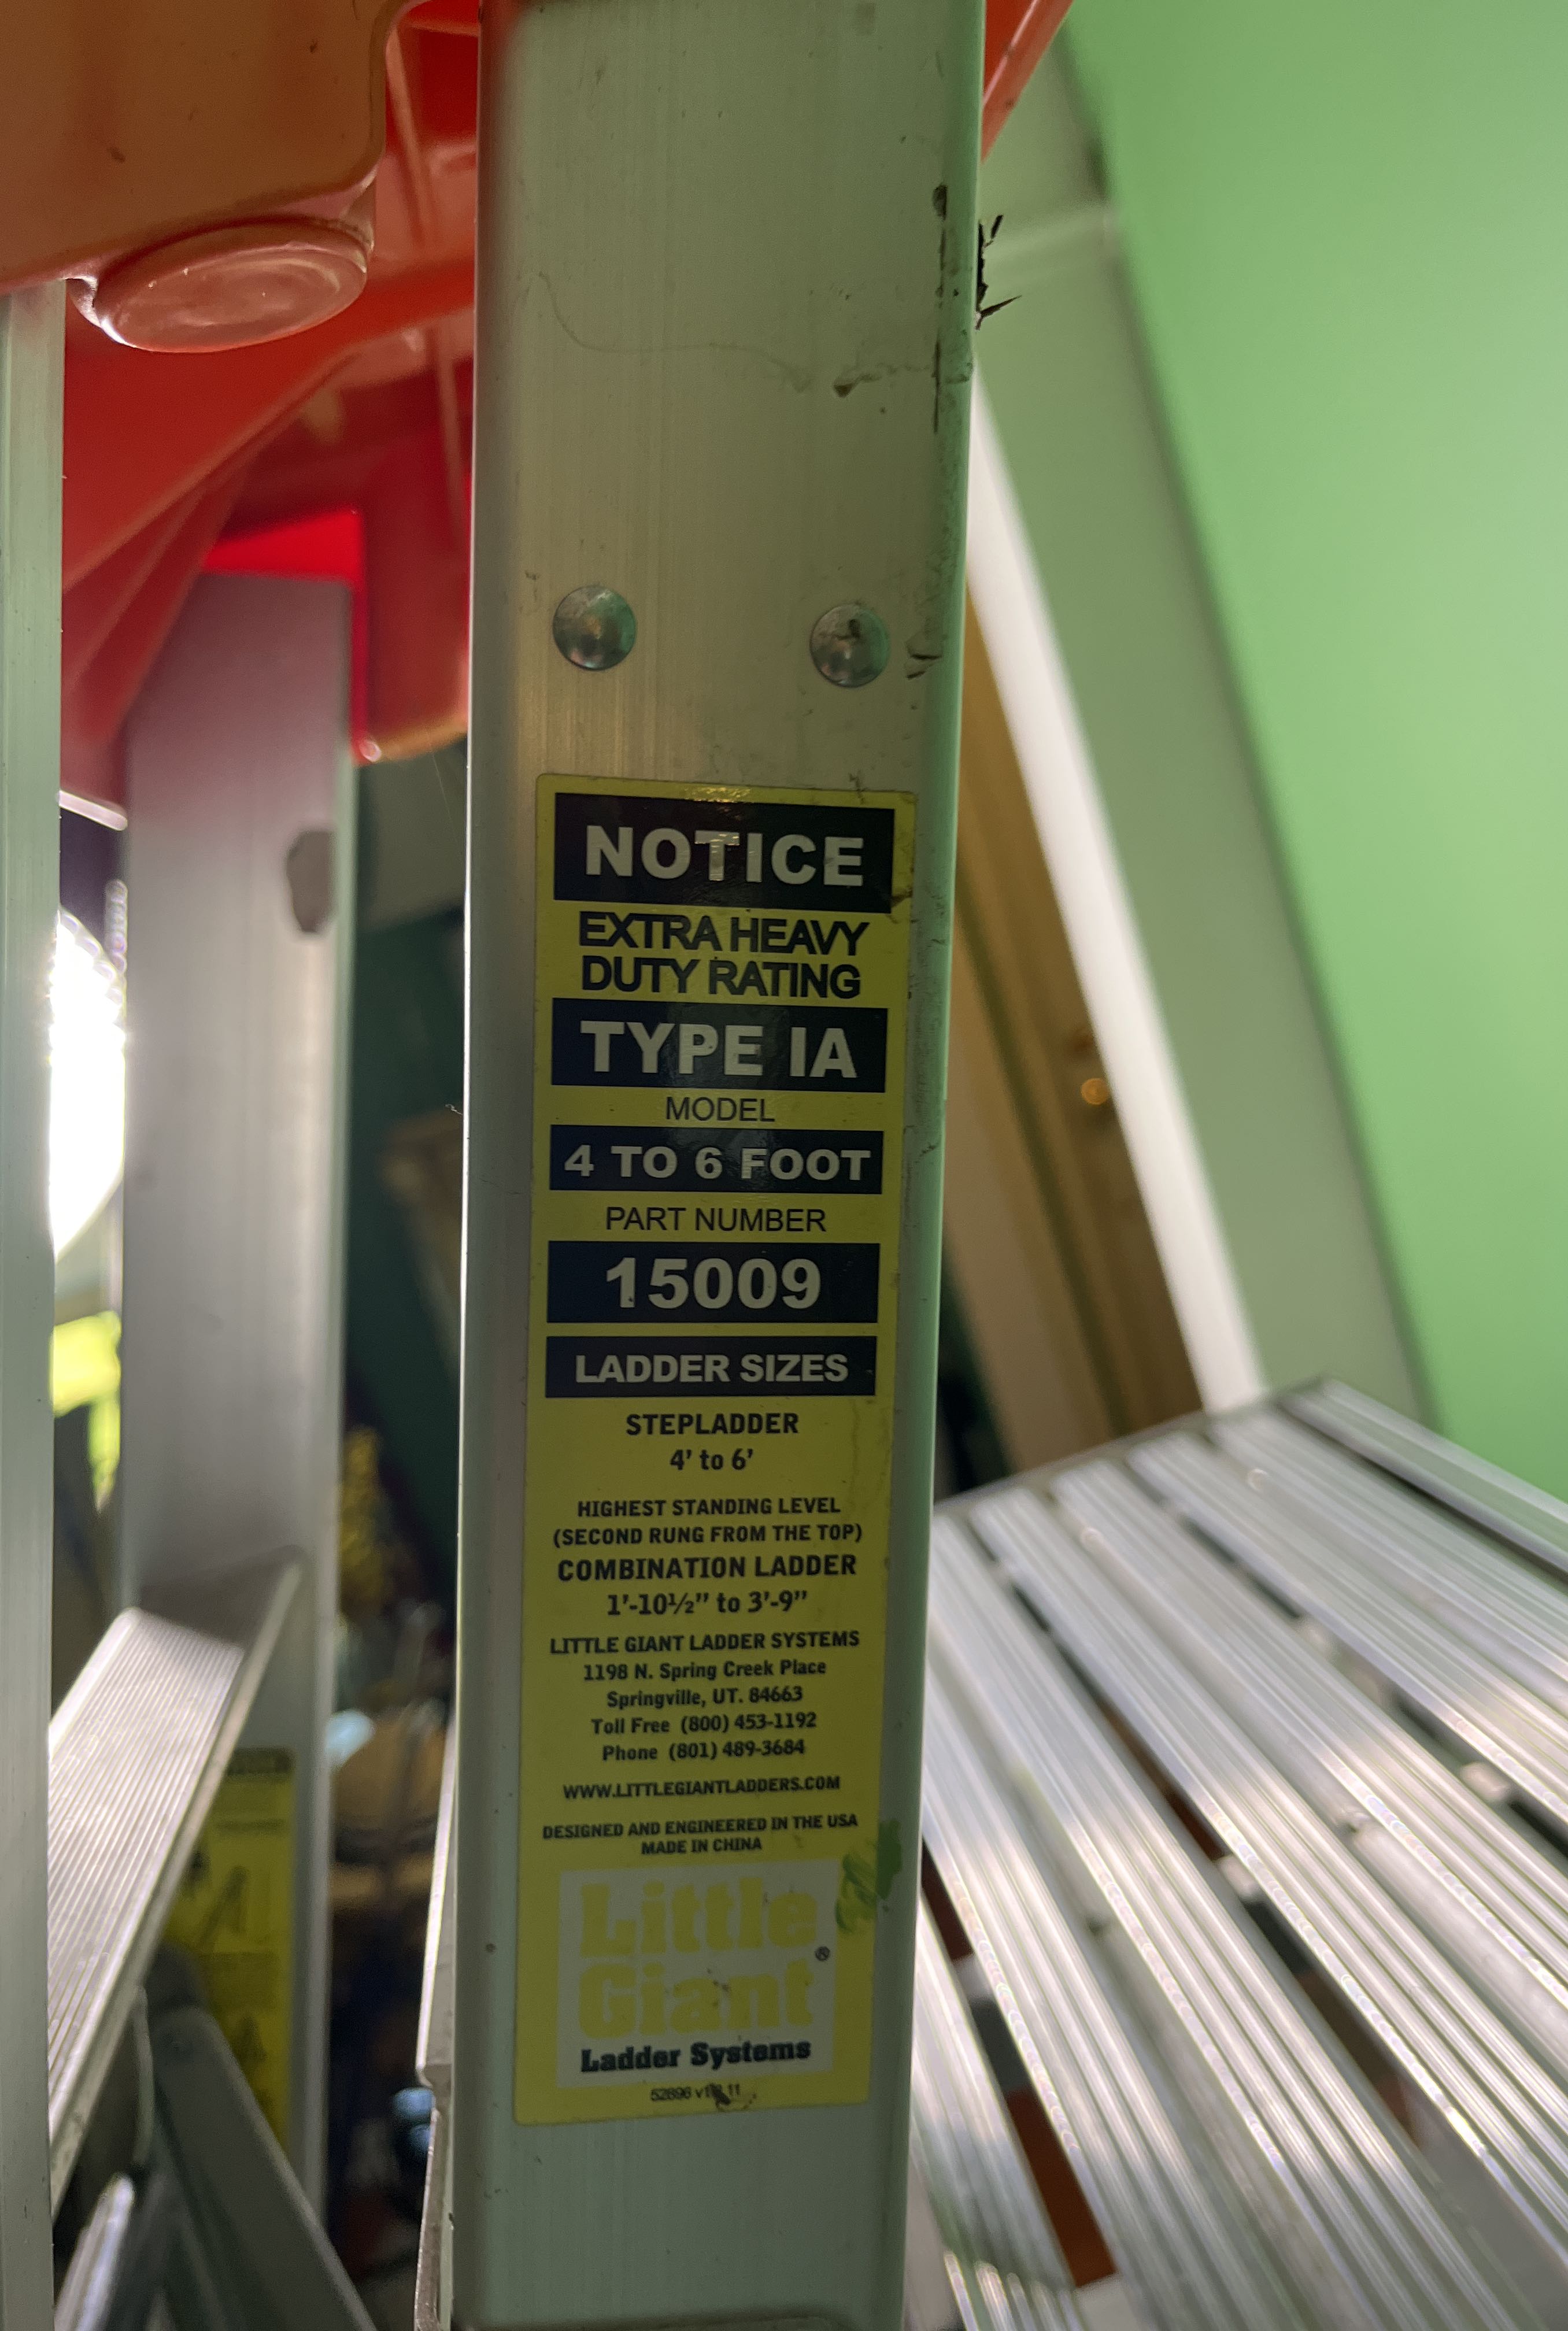 NOTICE
EXTRA HEAVY
DUTY RATING
TYPE IA
MODEL
4 TO 6 FOOT
PART NUMBER
15009
LADDER SIZES
STEPLADDER
4' to 6'
HIGHEST STANDING LEVEL
(SECOND RUNG FROM THE TOP)
COMBINATION LADDER
1'-10½" to 3'-9"
LITTLE GIANT LADDER SYSTEMS
1198 N. Spring Creek Place
Springville, UT. 84663
Toll Free (800) 453-1192
Phone (801) 489-3684
WWW.LITTLEGIANTLADDERS.COM
DESIGNED AND ENGINEERED IN THE USA
MADE IN CHINA
Little
Giant®
Ladder Systems
52896